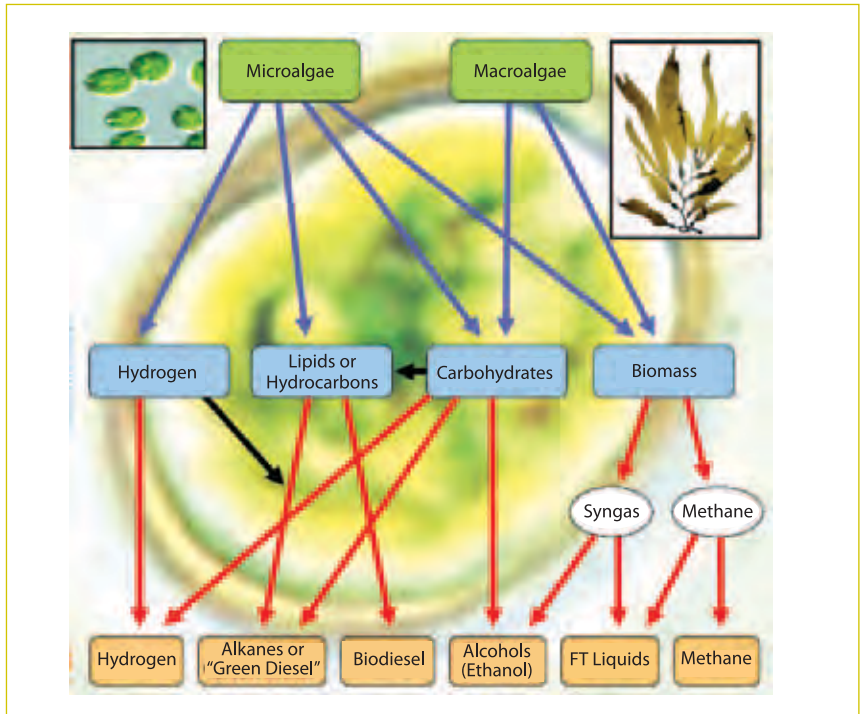 Microalgae
Macroalgae
Hydrogen
Lipids or
Hydrocarbons
Carbohydrates
Biomass
Syngas
Methane
Hydrogen
Alkanes or
"Green Diesel"
Biodiesel
Alcohols
(Ethanol)
FT Liquids
Methane